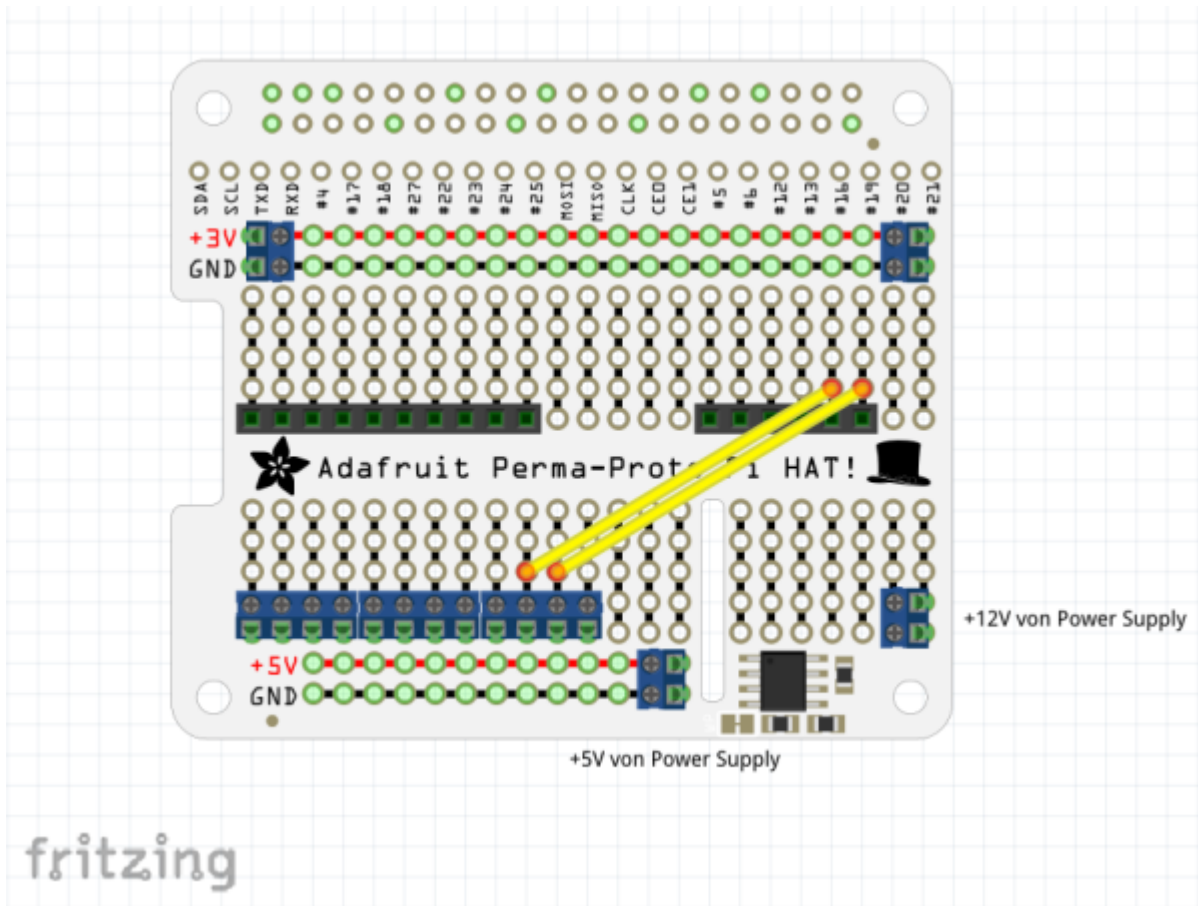 SDA SCL TXD RXD #4 #17 #18 #27 #22 #23 #24 #25 MOSI MISO CLK CE0 CE1 #5 #6 #12 #13 #16 #19 #20 #21
+3V
GND
Adafruit Perma-Proto Pi HAT!
+12V von Power Supply
+5V
GND
+5V von Power Supply
fritzing